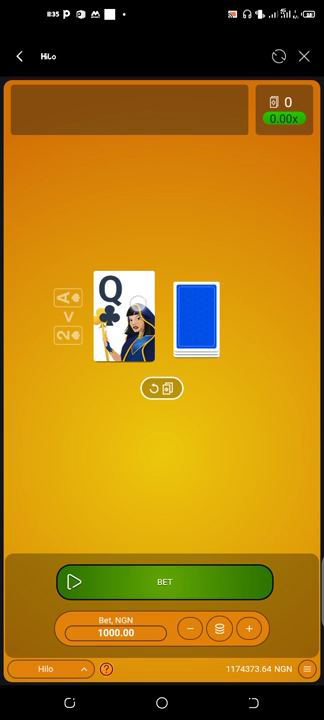 8:35
HiLo
0
0.00x
Q
2 < A
BET
Bet, NGN
1000.00
Hilo
?
1174373.64 NGN